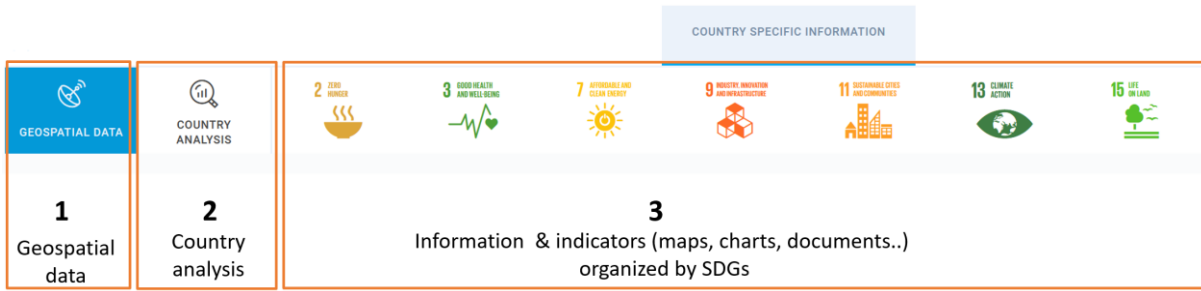 COUNTRY SPECIFIC INFORMATION
GEOSPATIAL DATA
COUNTRY
ANALYSIS
2 ZERO
HUNGER
3 GOOD HEALTH
AND WELL-BEING
7 AFFORDABLE AND
CLEAN ENERGY
9 INDUSTRY, INNOVATION
AND INFRASTRUCTURE
11 SUSTAINABLE CITIES
AND COMMUNITIES
13 CLIMATE
ACTION
15 LIFE
ON LAND
1
Geospatial
data
2
Country
analysis
3
Information & indicators (maps, charts, documents..)
organized by SDGs